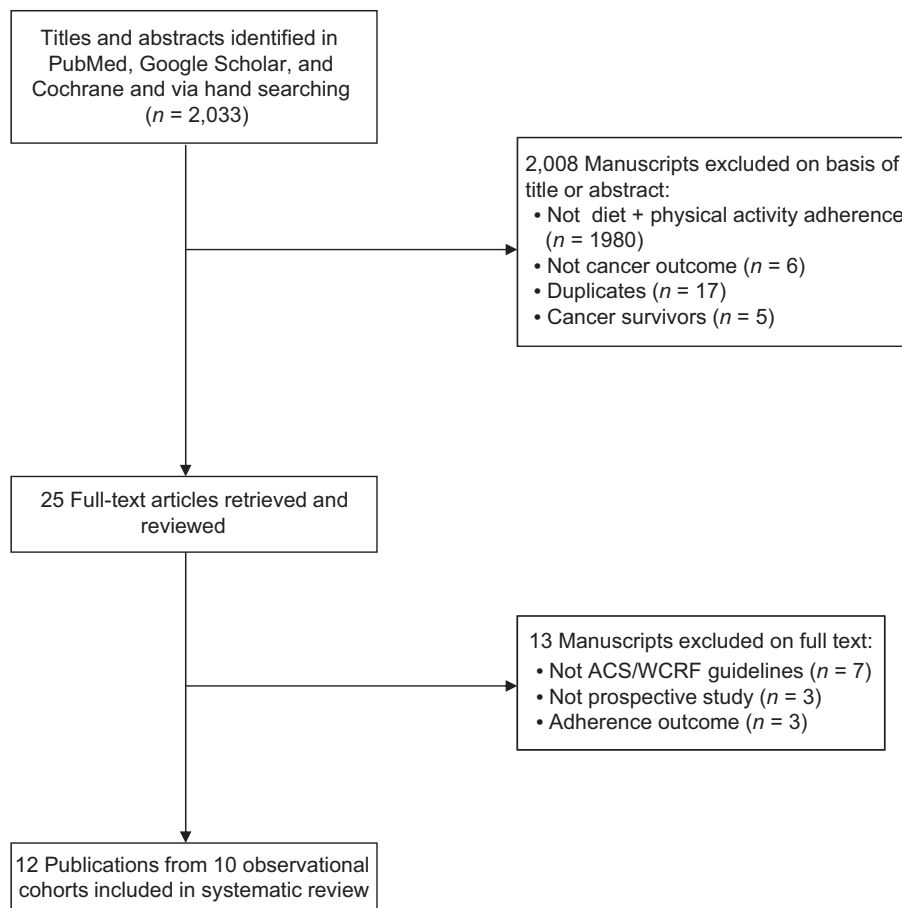 Titles and abstracts identified in
PubMed, Google Scholar, and
Cochrane and via hand searching
(n = 2,033)
2,008 Manuscripts excluded on basis of
title or abstract:
• Not diet + physical activity adherence
(n = 1980)
• Not cancer outcome (n = 6)
• Duplicates (n = 17)
• Cancer survivors (n = 5)
25 Full-text articles retrieved and
reviewed
13 Manuscripts excluded on full text:
• Not ACS/WCRF guidelines (n = 7)
• Not prospective study (n = 3)
• Adherence outcome (n = 3)
12 Publications from 10 observational
cohorts included in systematic review